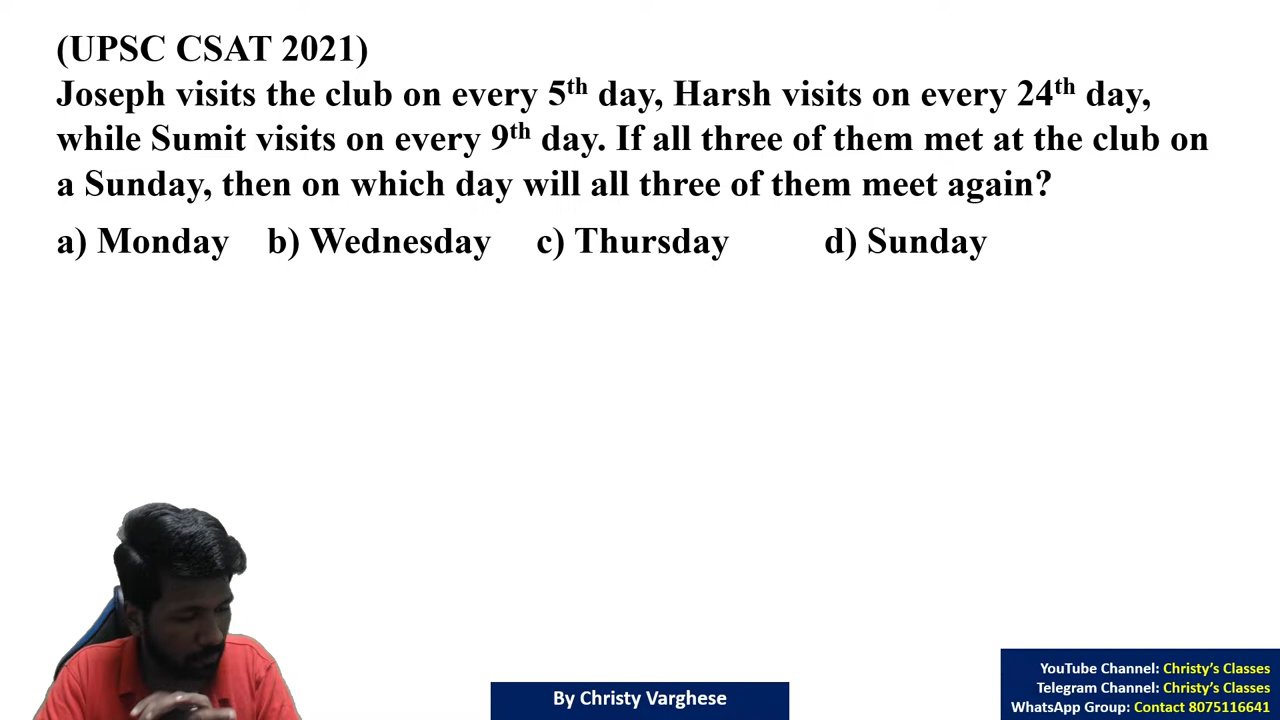 (UPSC CSAT 2021)
Joseph visits the club on every 5th day, Harsh visits on every 24th day,
while Sumit visits on every 9th day. If all three of them met at the club on
a Sunday, then on which day will all three of them meet again?
a) Monday b) Wednesday c) Thursday d) Sunday
By Christy Varghese
YouTube Channel: Christy's Classes
Telegram Channel: Christy's Classes
WhatsApp Group: Contact 8075116641